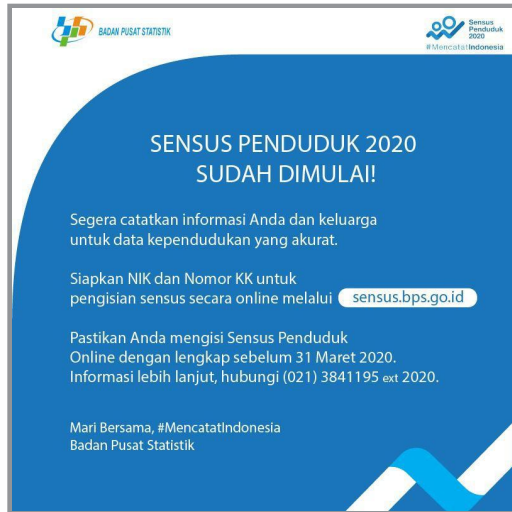 BADAN PUSAT STATISTIK
Sensus
Penduduk
2020
#MencatatIndonesia
SENSUS PENDUDUK 2020
SUDAH DIMULAI!
Segera catatkan informasi Anda dan keluarga
untuk data kependudukan yang akurat.
Siapkan NIK dan Nomor KK untuk
pengisian sensus secara online melalui sensus.bps.go.id
Pastikan Anda mengisi Sensus Penduduk
Online dengan lengkap sebelum 31 Maret 2020.
Informasi lebih lanjut, hubungi (021) 3841195 ext 2020.
Mari Bersama, #MencatatIndonesia
Badan Pusat Statistik